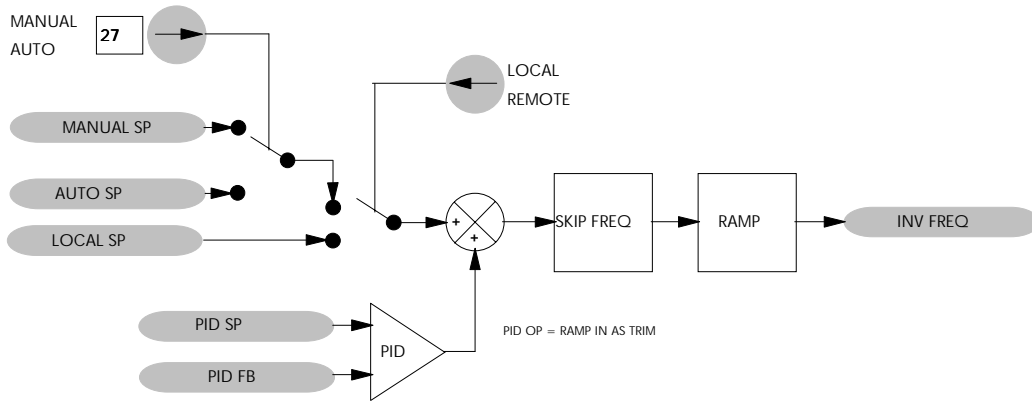 MANUAL
AUTO
27
LOCAL
REMOTE
MANUAL SP
AUTO SP
LOCAL SP
+
+
SKIP FREQ
RAMP
INV FREQ
PID SP
PID OP = RAMP IN AS TRIM
PID
PID FB